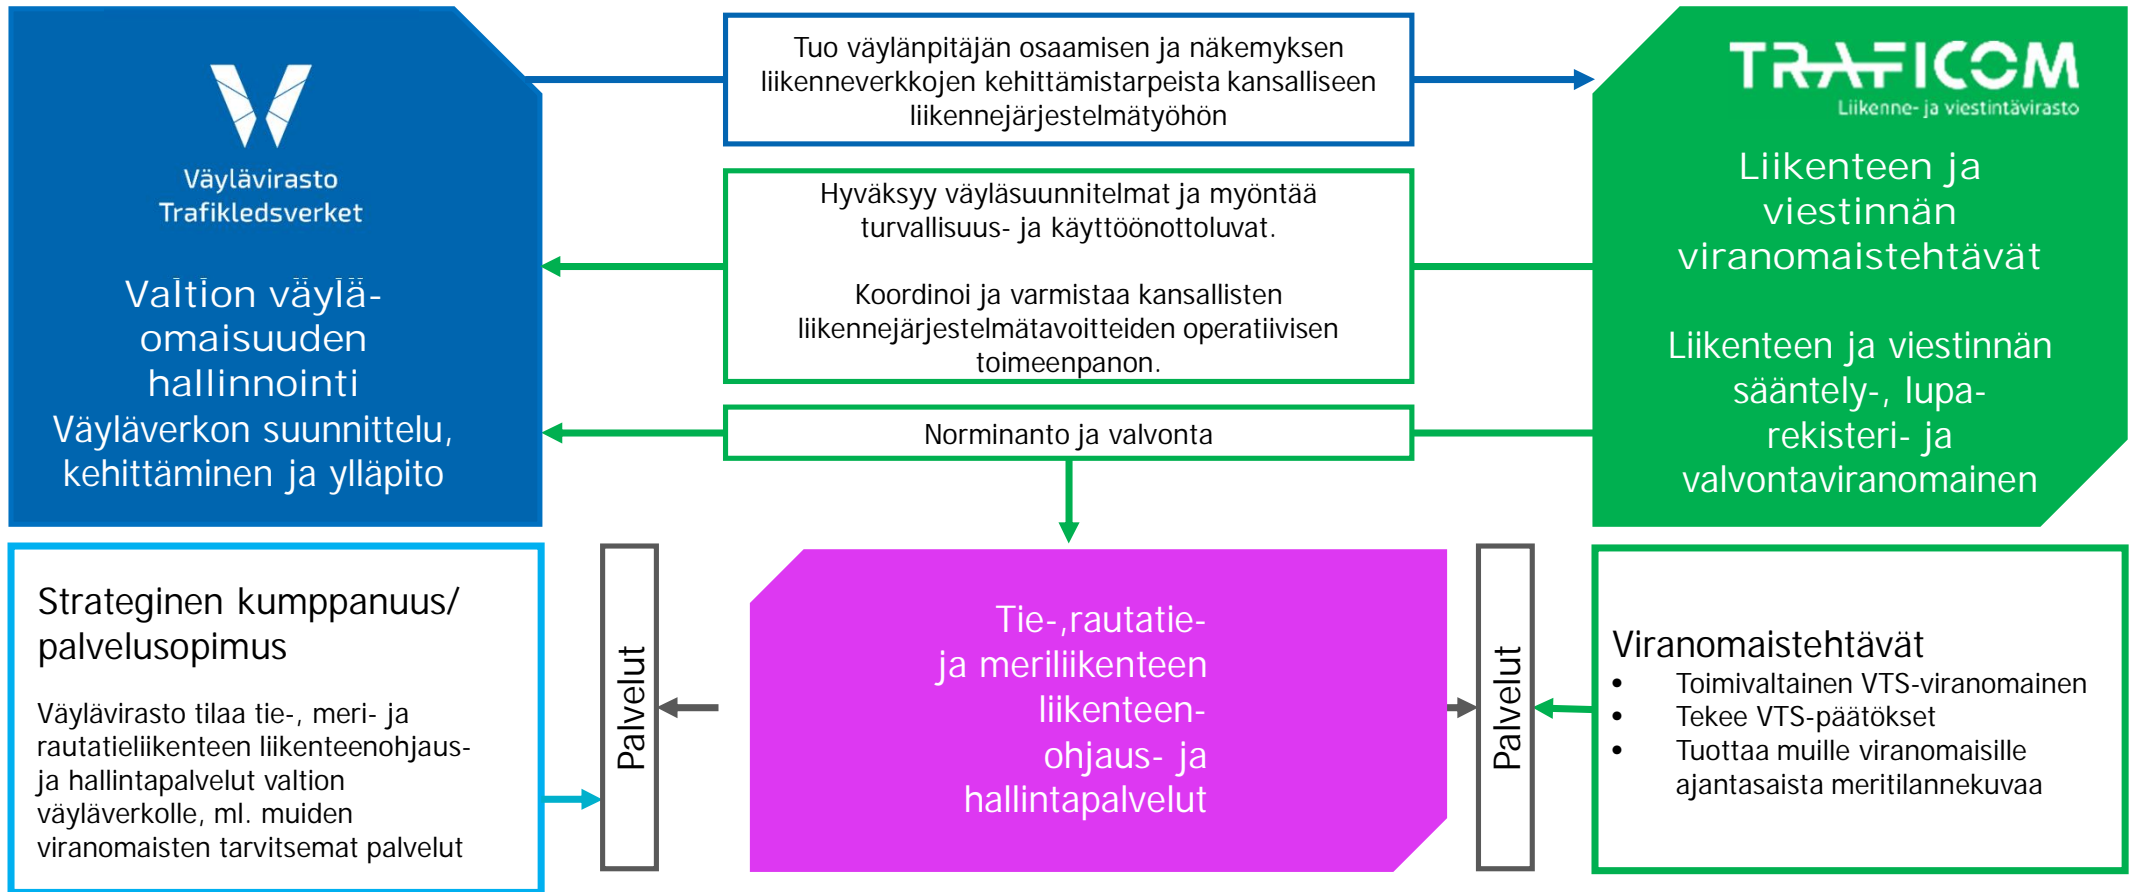 Väylävirasto
Trafikledsverket
Valtion väylä-
omaisuuden
hallinnointi
Väyläverkon suunnittelu,
kehittäminen ja ylläpito
Tuo väylänpitäjän osaamisen ja näkemyksen
liikenneverkkojen kehittämistarpeista kansalliseen
liikennejärjestelmätyöhön
Hyväksyy väyläsuunnitelmat ja myöntää
turvallisuus- ja käyttöönottoluvat.
Koordinoi ja varmistaa kansallisten
liikennejärjestelmätavoitteiden operatiivisen
toimeenpanon.
Norminanto ja valvonta
TRAFICOM
Liikenne- ja viestintävirasto
Liikenteen ja
viestinnän
viranomaistehtävät
Liikenteen ja viestinnän
sääntely-, lupa-
rekisteri- ja
valvontaviranomainen
Strateginen kumppanuus/
palvelusopimus
Väylävirasto tilaa tie-, meri- ja
rautatieliikenteen liikenteenohjaus-
ja hallintapalvelut valtion
väyläverkolle, ml. muiden
viranomaisten tarvitsemat palvelut
Palvelut
Tie-,rautatie-
ja meriliikenteen
liikenteen-
ohjaus- ja
hallintapalvelut
Palvelut
Viranomaistehtävät
• Toimivaltainen VTS-viranomainen
• Tekee VTS-päätökset
• Tuottaa muille viranomaisille
ajantasaista meritilannekuvaa